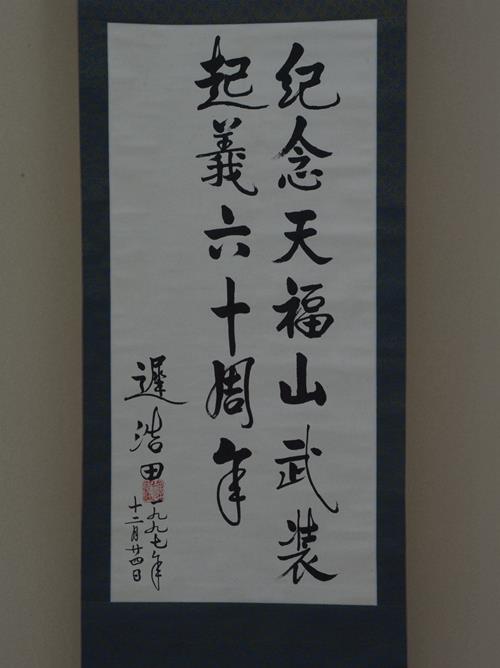 纪念天福山武装
起義六十周年
遲浩田
一九九七年
十二月廿四日